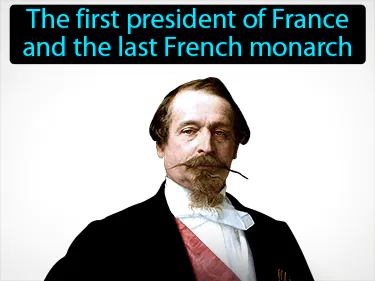 The first president of France
and the last French monarch